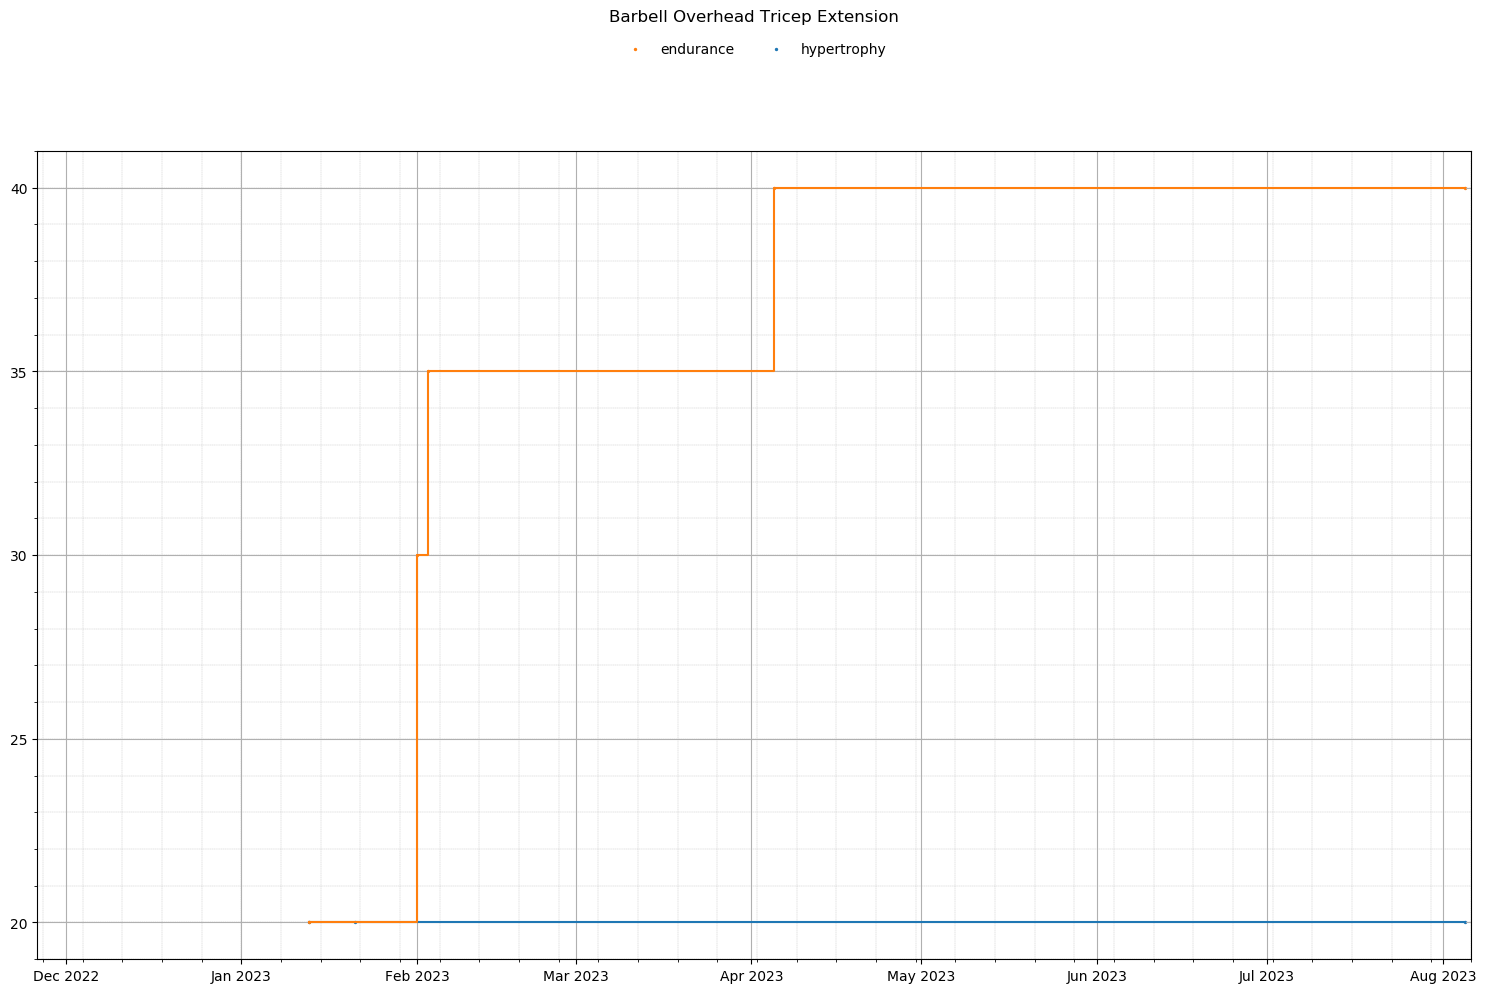 Barbell Overhead Tricep Extension
endurance hypertrophy
40
35
30
25
20
Dec 2022 Jan 2023 Feb 2023 Mar 2023 Apr 2023 May 2023 Jun 2023 Jul 2023 Aug 2023